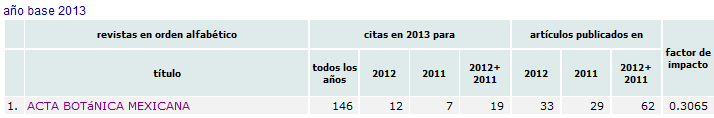 año base 2013
revistas en orden alfabético citas en 2013 para artículos publicados en factor de impacto
título todos los años 2012 2011 2012+ 2011 2012 2011 2012+ 2011
1. ACTA BOTáNICA MEXICANA 146 12 7 19 33 29 62 0.3065